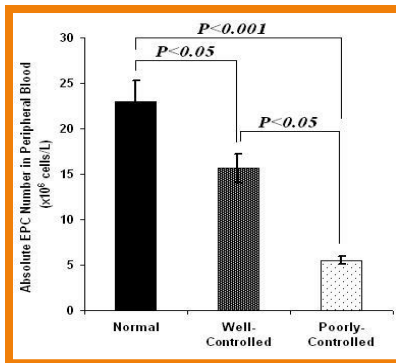 Absolute EPC Number in Peripheral Blood
(x10⁶ cells/L)
30
25
20
15
10
5
0
P<0.001
P<0.05
P<0.05
Normal
Well-
Controlled
Poorly-
Controlled